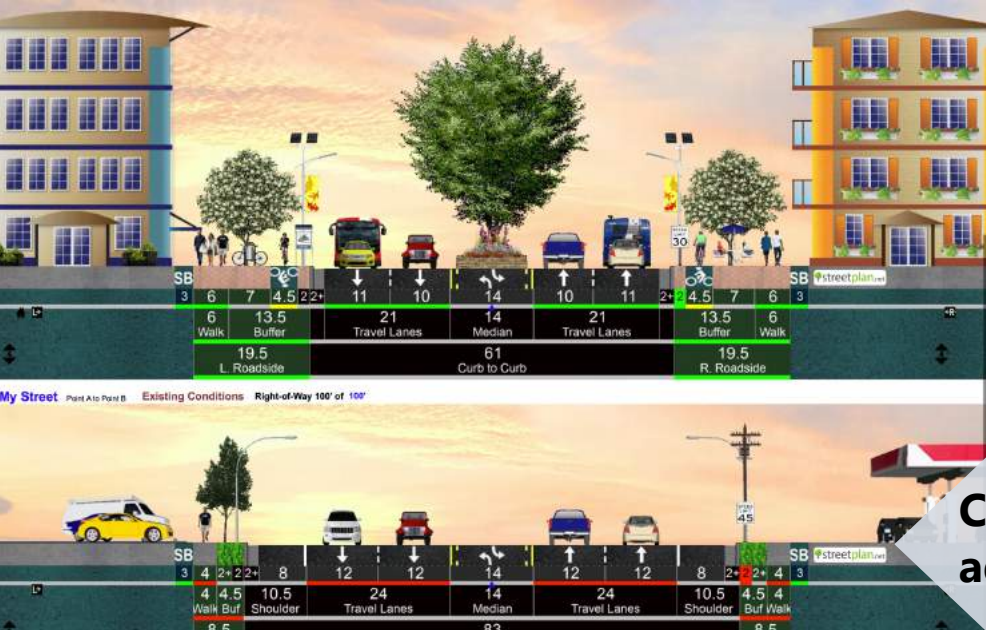 SPEED LIMIT 30
SB SB streetplan.net
3 6 7 4.5 2 2+ 11 10 14 10 11 2+ 2 4.5 7 6 3
6 13.5 21 14 21 13.5 6
Walk Buffer Travel Lanes Median Travel Lanes Buffer Walk
19.5 61 19.5
L. Roadside Curb to Curb R. Roadside
My Street Point A to Point B Existing Conditions Right-of-Way 100' of 100'
45
SB SB streetplan.net
3 4 2+ 2 2+ 8 12 12 14 12 12 8 2+ 2 2+ 4 3
4 4.5 10.5 24 14 24 10.5 4.5 4
Walk Buf Shoulder Travel Lanes Median Travel Lanes Shoulder Buf Walk
8.5 83 8.5